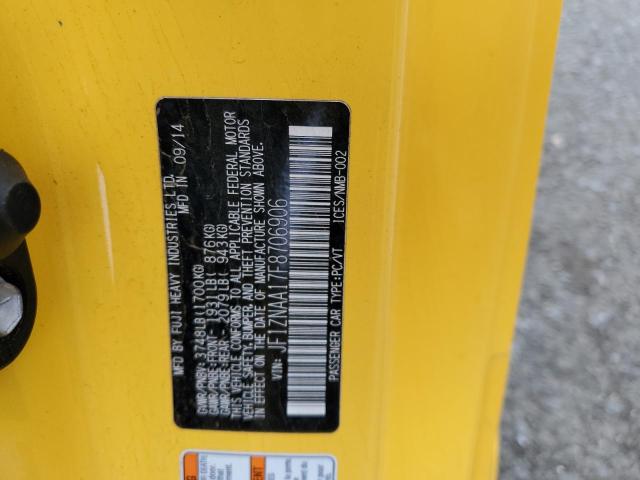 MFD BY FUJI HEAVY INDUSTRIES LTD. MFD IN 09/14
GVWR/PNBV: 3748LB(1700KG)
GAWR/PNBE: FRONT- 1931LB( 876KG)
GAWR/PNBE: REAR- 2079LB( 943KG)
THIS VEHICLE CONFORMS TO ALL APPLICABLE FEDERAL MOTOR
VEHICLE SAFETY, BUMPER AND THEFT PREVENTION STANDARDS
IN EFFECT ON THE DATE OF MANUFACTURE SHOWN ABOVE.
VIN: JF1ZNAA17F8706906
PASSENGER CAR TYPE:PC/VT ICES/NMB-002